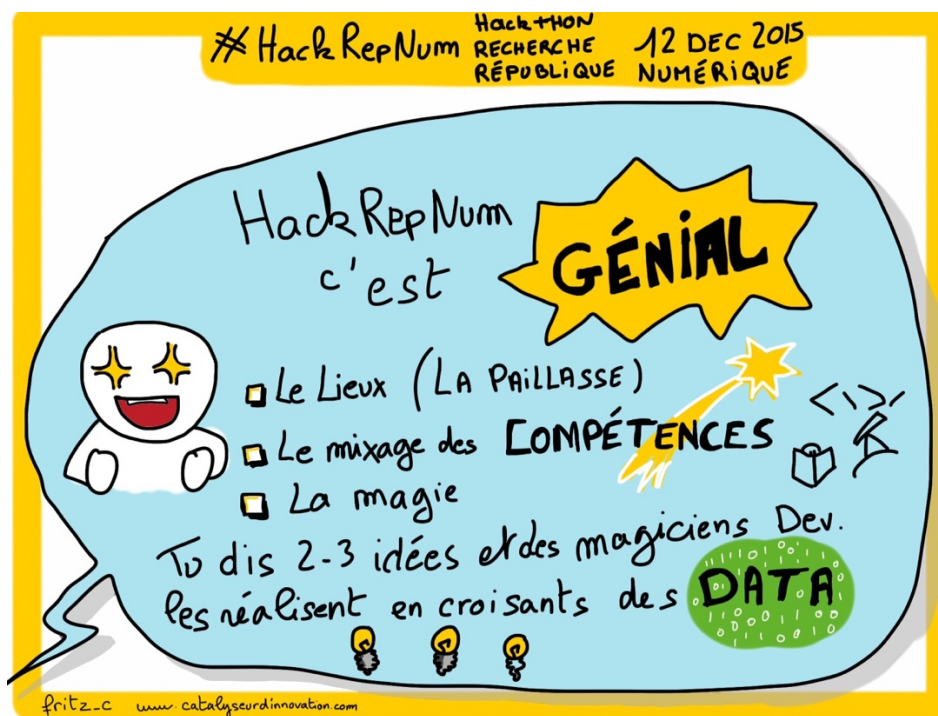 #HackRepNum
HackTHON
RECHERCHE
RÉPUBLiQUE
12 DEC 2015
NUMÉRiQUE
HackRepNum
c'est
GÉNiAL
Le Lieux (LA PAiLLASSE)
Le mixage des COMPÉTENCES
La magie
Tu dis 2-3 idées et des magiciens Dev.
les réalisent en croisants des DATA
fritz_c www.catalyseurdinnovation.com